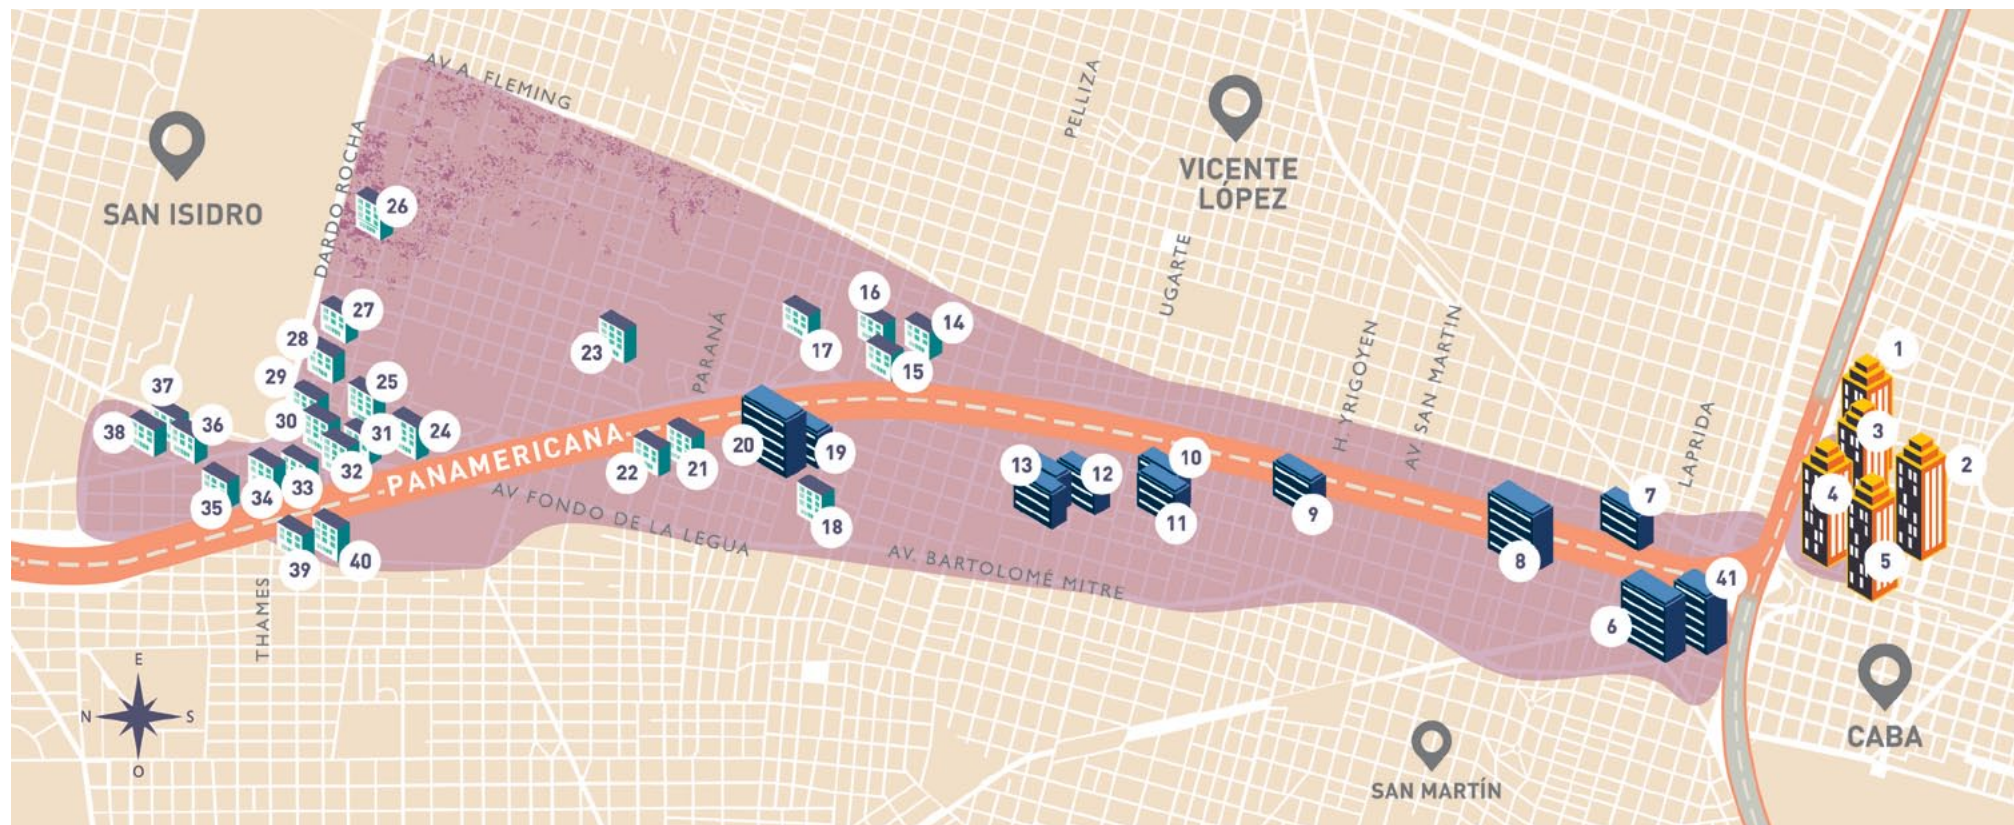 AV. A. FLEMING
PELLIZA
VICENTE
LÓPEZ
SAN ISIDRO
DARDO ROCHA
26
UGARTE
27
16
14
28
23
PARANÁ
17
15
H. YRIGOYEN
AV. SAN MARTIN
1
37
29
25
38
36
30
31
24
PANAMERICANA
22
21
20
19
13
12
10
LAPRIDA
3
2
4
32
35
34
33
18
11
9
7
AV FONDO DE LA LEGUA
AV. BARTOLOMÉ MITRE
8
5
39
40
41
THAMES
6
E
N
S
O
CABA
SAN MARTÍN